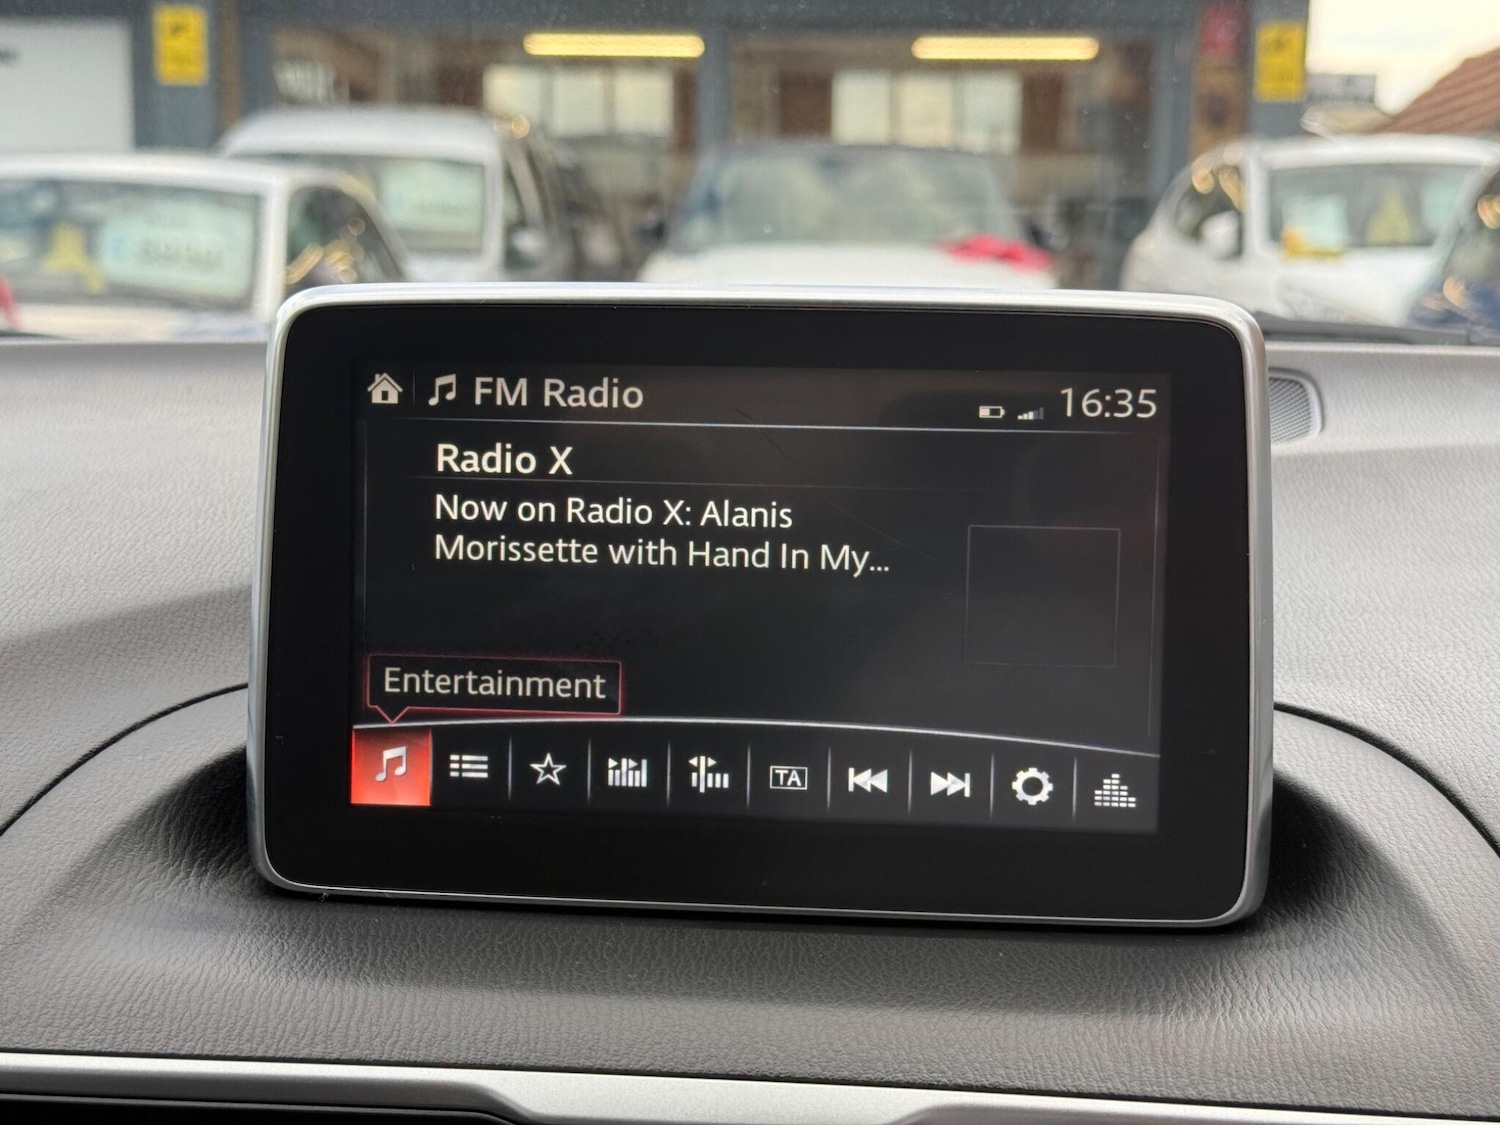 FM Radio
16:35
Radio X
Now on Radio X: Alanis
Morissette with Hand In My...
Entertainment
TA